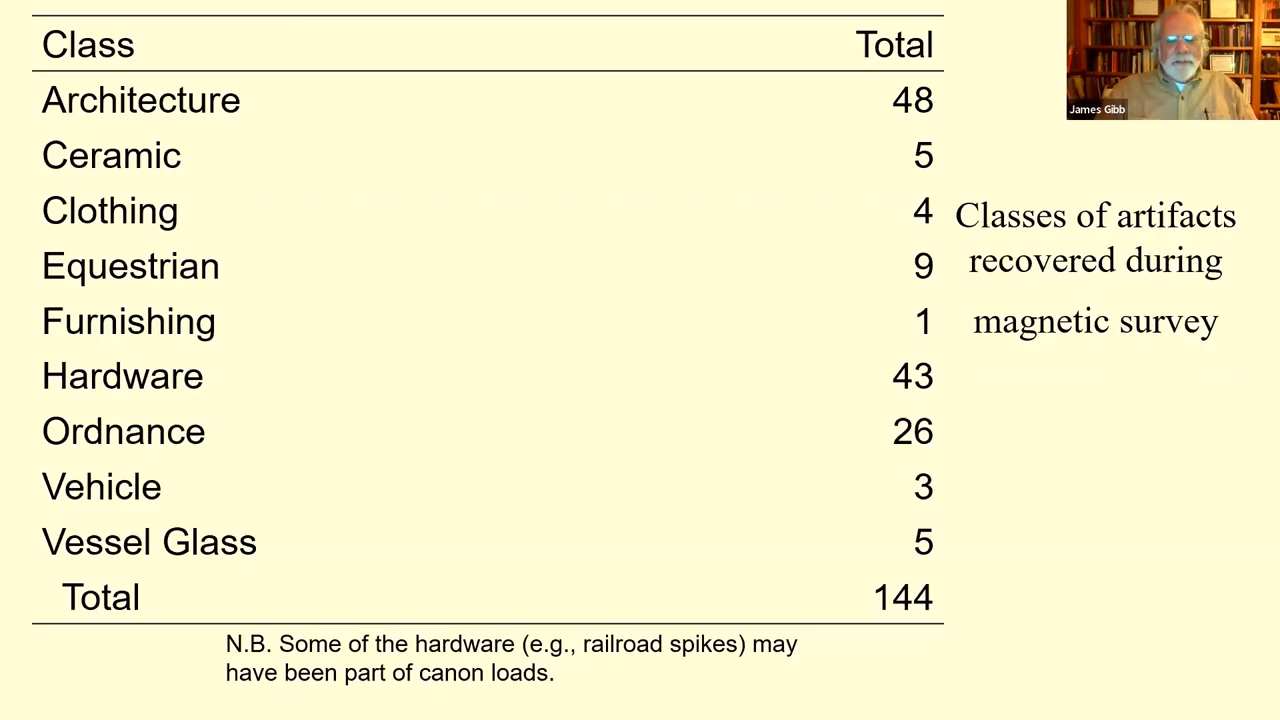 Class Total
Architecture 48
Ceramic 5
Clothing 4
Equestrian 9
Furnishing 1
Hardware 43
Ordnance 26
Vehicle 3
Vessel Glass 5
Total 144
N.B. Some of the hardware (e.g., railroad spikes) may
have been part of canon loads.
Classes of artifacts
recovered during
magnetic survey
James Gibb